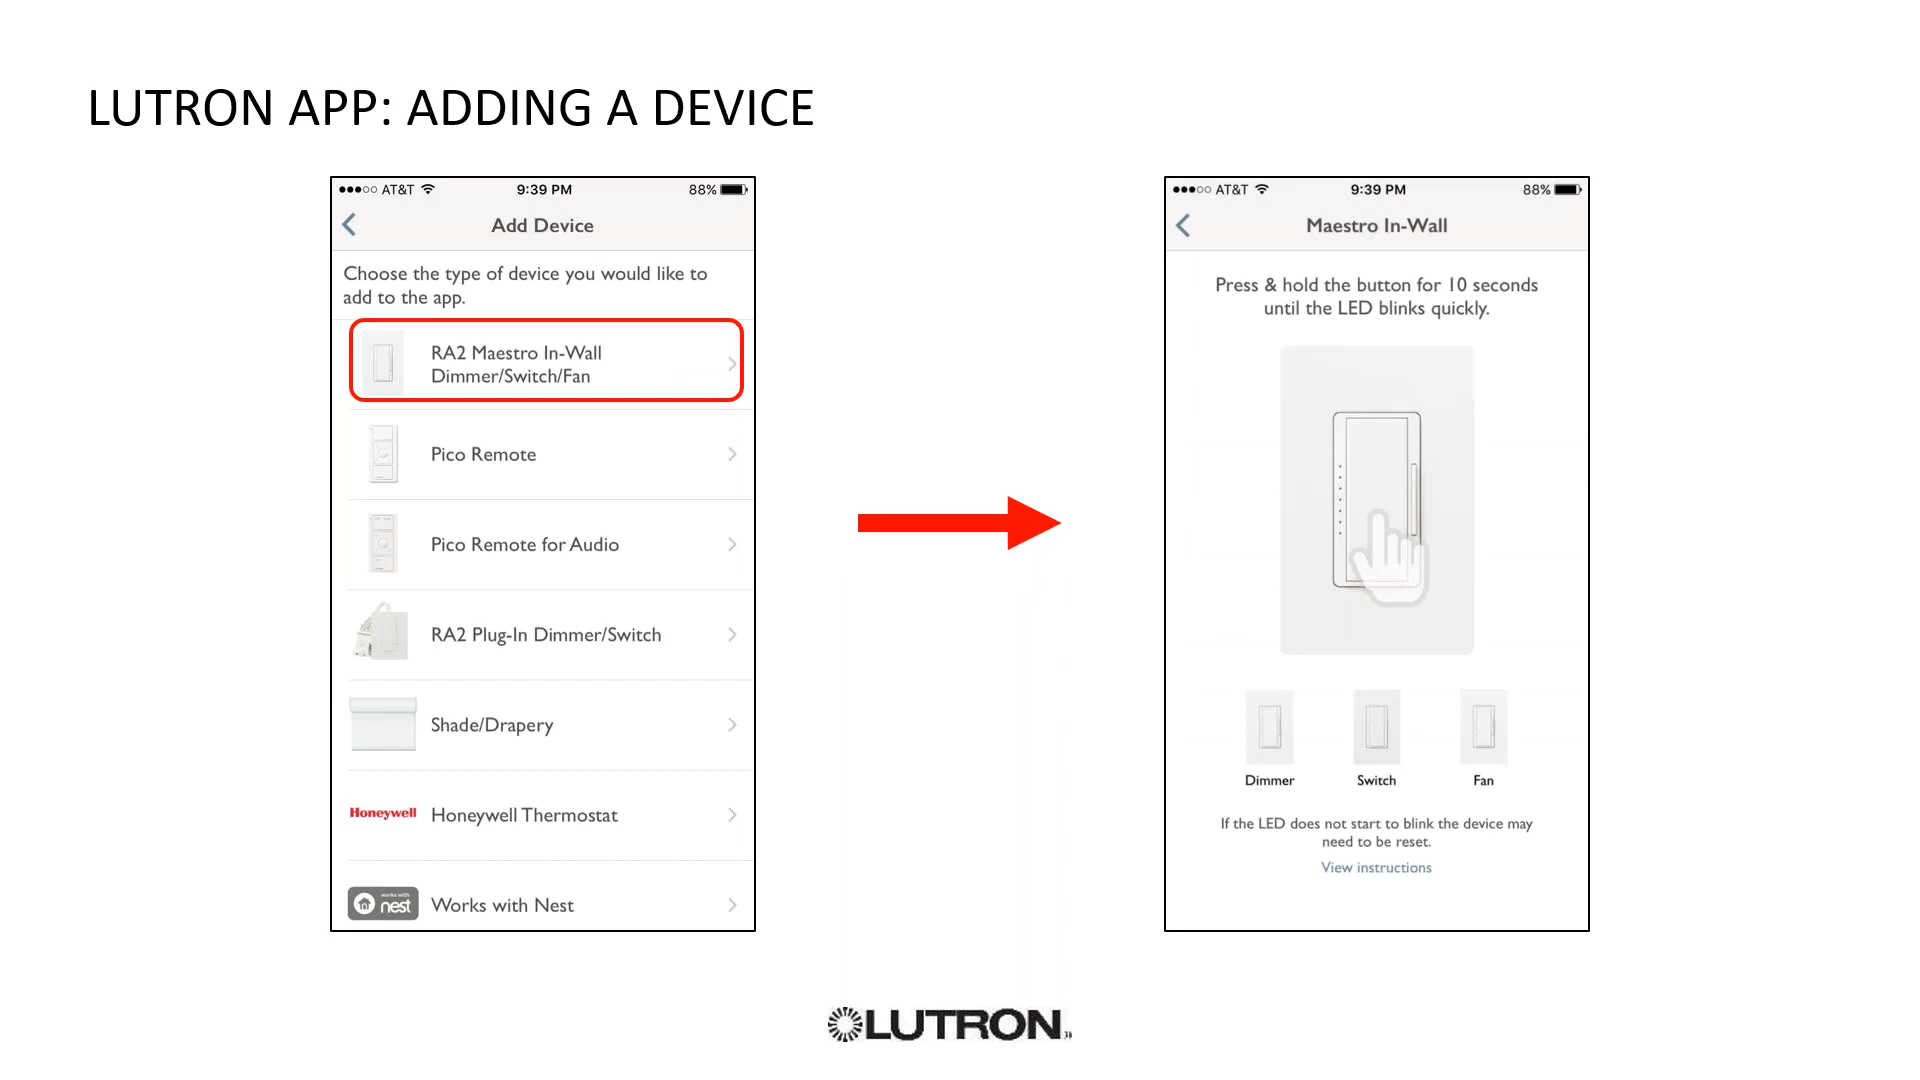 LUTRON APP: ADDING A DEVICE
AT&T 9:39 PM 88%
Add Device
Choose the type of device you would like to
add to the app.
RA2 Maestro In-Wall
Dimmer/Switch/Fan
Pico Remote
Pico Remote for Audio
RA2 Plug-In Dimmer/Switch
Shade/Drapery
Honeywell Honeywell Thermostat
works with
nest Works with Nest
AT&T 9:39 PM 88%
Maestro In-Wall
Press & hold the button for 10 seconds
until the LED blinks quickly.
Dimmer Switch Fan
If the LED does not start to blink the device may
need to be reset.
View instructions
LUTRON